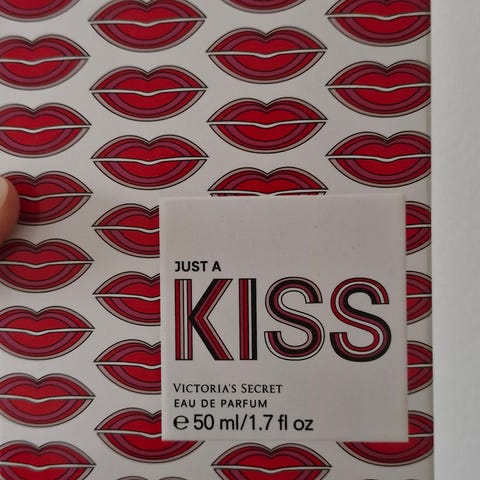 JUST A
KISS
VICTORIA'S SECRET
EAU DE PARFUM
℮ 50 ml/1.7 fl oz